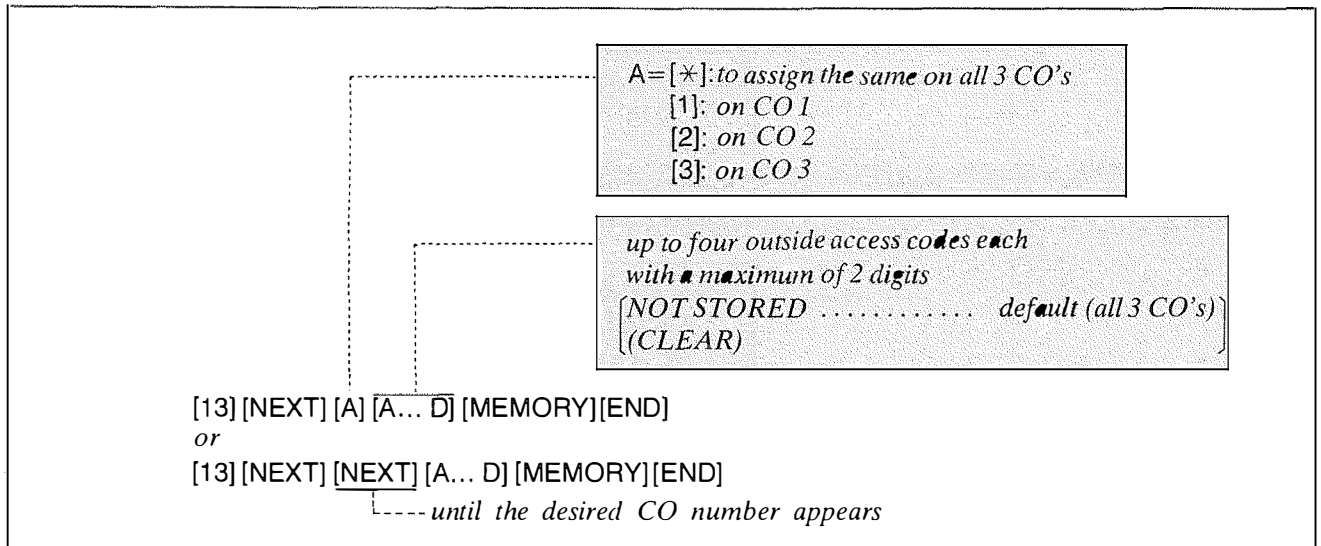 A=[✳]:to assign the same on all 3 CO's
[1]: on CO 1
[2]: on CO 2
[3]: on CO 3
up to four outside access codes each
with a maximum of 2 digits
NOT STORED ............ default (all 3 CO's)
(CLEAR)
[13] [NEXT] [A] [A... D] [MEMORY][END]
or
[13] [NEXT] [NEXT] [A... D] [MEMORY][END]
until the desired CO number appears